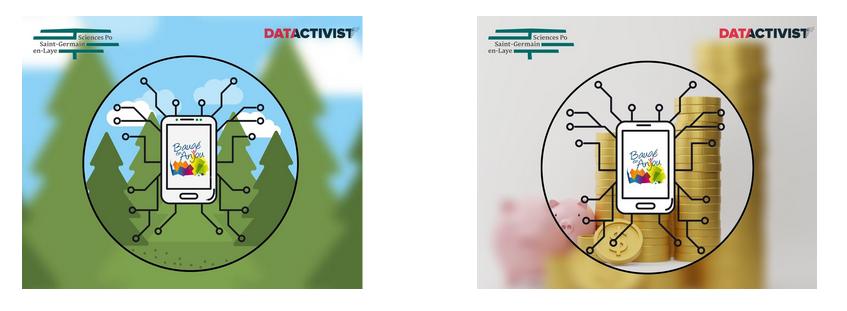 Sciences Po
Saint-Germain
en-Laye
DATACTIVIST
Baugé
en Anjou
Sciences Po
Saint-Germain
en-Laye
DATACTIVIST
Baugé
en Anjou